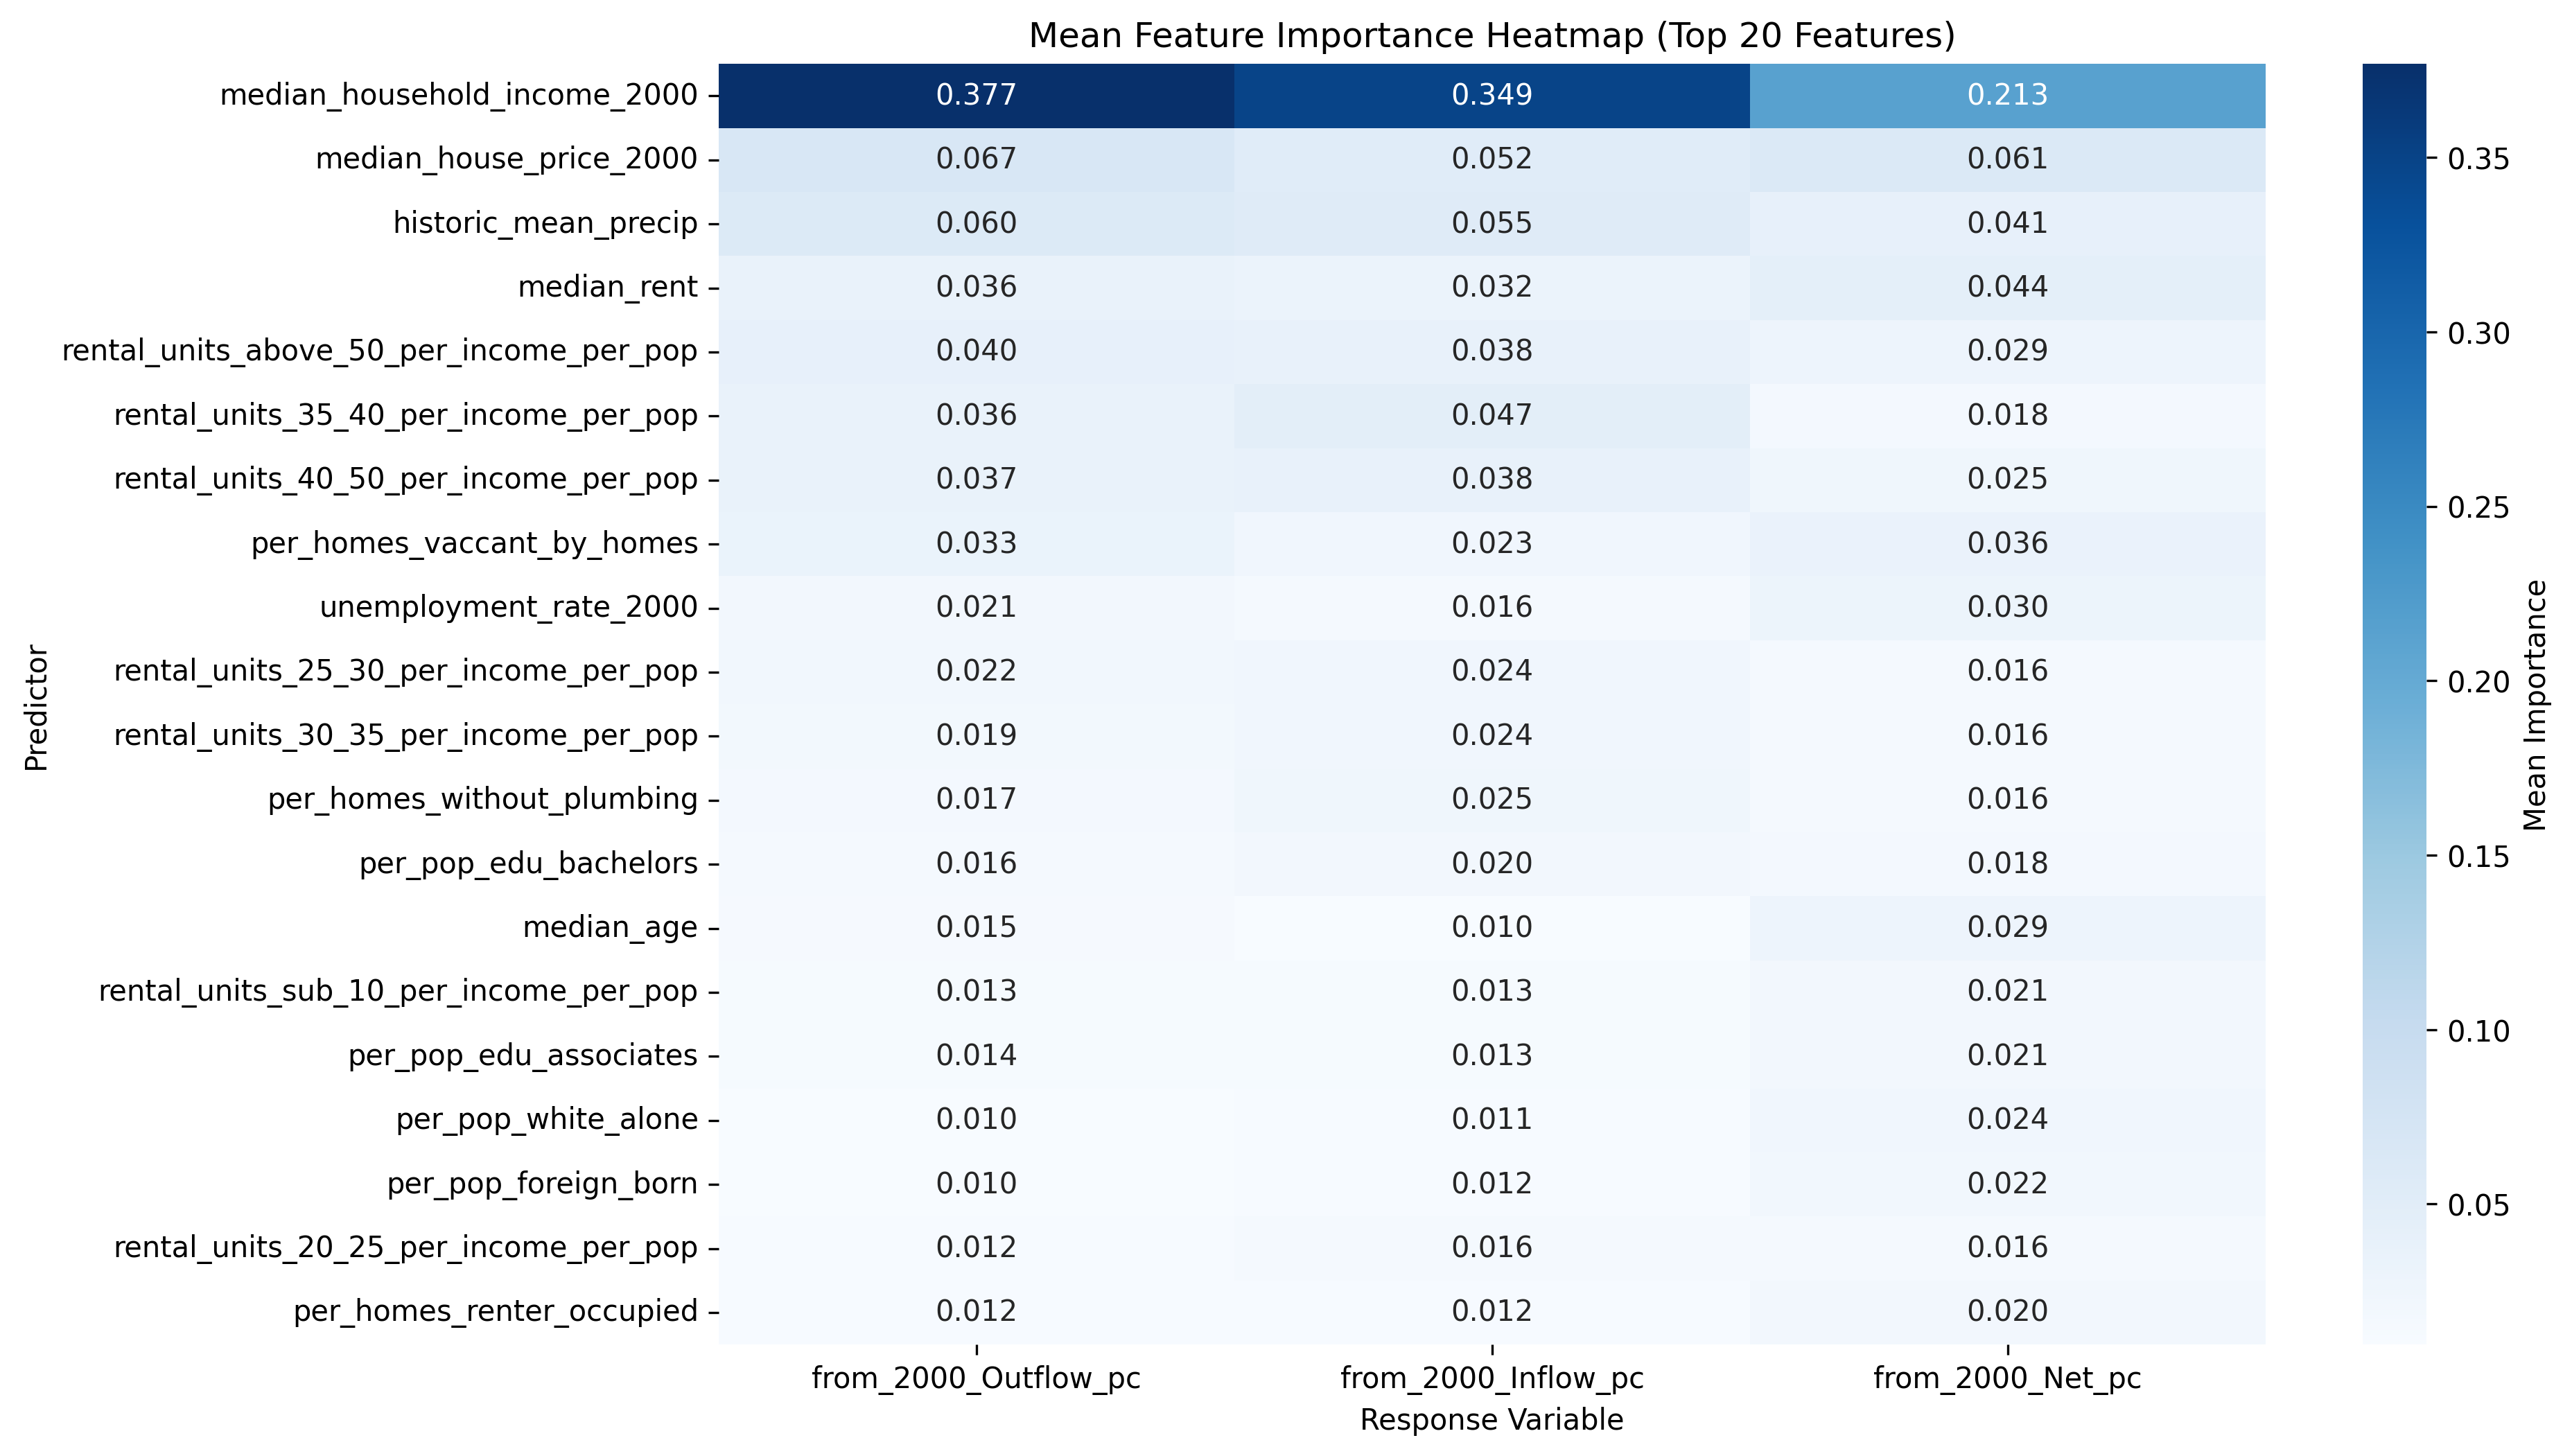 Mean Feature Importance Heatmap (Top 20 Features)
median_household_income_2000 0.377 0.349 0.213
median_house_price_2000 0.067 0.052 0.061
historic_mean_precip 0.060 0.055 0.041
median_rent 0.036 0.032 0.044
rental_units_above_50_per_income_per_pop 0.040 0.038 0.029
rental_units_35_40_per_income_per_pop 0.036 0.047 0.018
rental_units_40_50_per_income_per_pop 0.037 0.038 0.025
per_homes_vaccant_by_homes 0.033 0.023 0.036
unemployment_rate_2000 0.021 0.016 0.030
rental_units_25_30_per_income_per_pop 0.022 0.024 0.016
rental_units_30_35_per_income_per_pop 0.019 0.024 0.016
per_homes_without_plumbing 0.017 0.025 0.016
per_pop_edu_bachelors 0.016 0.020 0.018
median_age 0.015 0.010 0.029
rental_units_sub_10_per_income_per_pop 0.013 0.013 0.021
per_pop_edu_associates 0.014 0.013 0.021
per_pop_white_alone 0.010 0.011 0.024
per_pop_foreign_born 0.010 0.012 0.022
rental_units_20_25_per_income_per_pop 0.012 0.016 0.016
per_homes_renter_occupied 0.012 0.012 0.020
from_2000_Outflow_pc from_2000_Inflow_pc from_2000_Net_pc
Response Variable
Predictor
0.35
0.30
0.25
0.20
0.15
0.10
0.05
Mean Importance